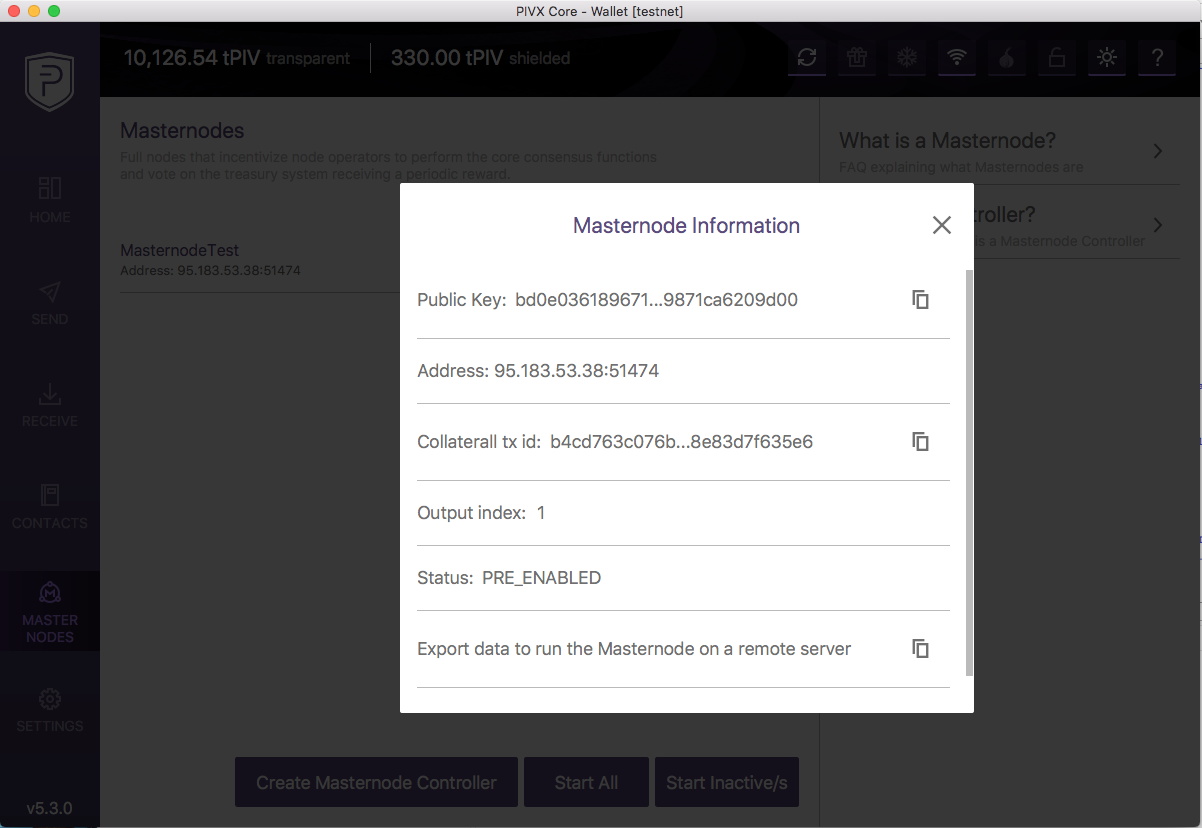 PIVX Core - Wallet [testnet]
10,126.54 tPIV transparent
330.00 tPIV shielded
?
HOME
SEND
RECEIVE
CONTACTS
MASTER
NODES
SETTINGS
v5.3.0
Masternodes
Full nodes that incentivize node operators to perform the core consensus functions
and vote on the treasury system receiving a periodic reward.
MasternodeTest
Address: 95.183.53.38:51474
What is a Masternode?
FAQ explaining what Masternodes are
troller?
is a Masternode Controller
Masternode Information
Public Key: bd0e036189671...9871ca6209d00
Address: 95.183.53.38:51474
Collaterall tx id: b4cd763c076b...8e83d7f635e6
Output index: 1
Status: PRE_ENABLED
Export data to run the Masternode on a remote server
Create Masternode Controller
Start All
Start Inactive/s